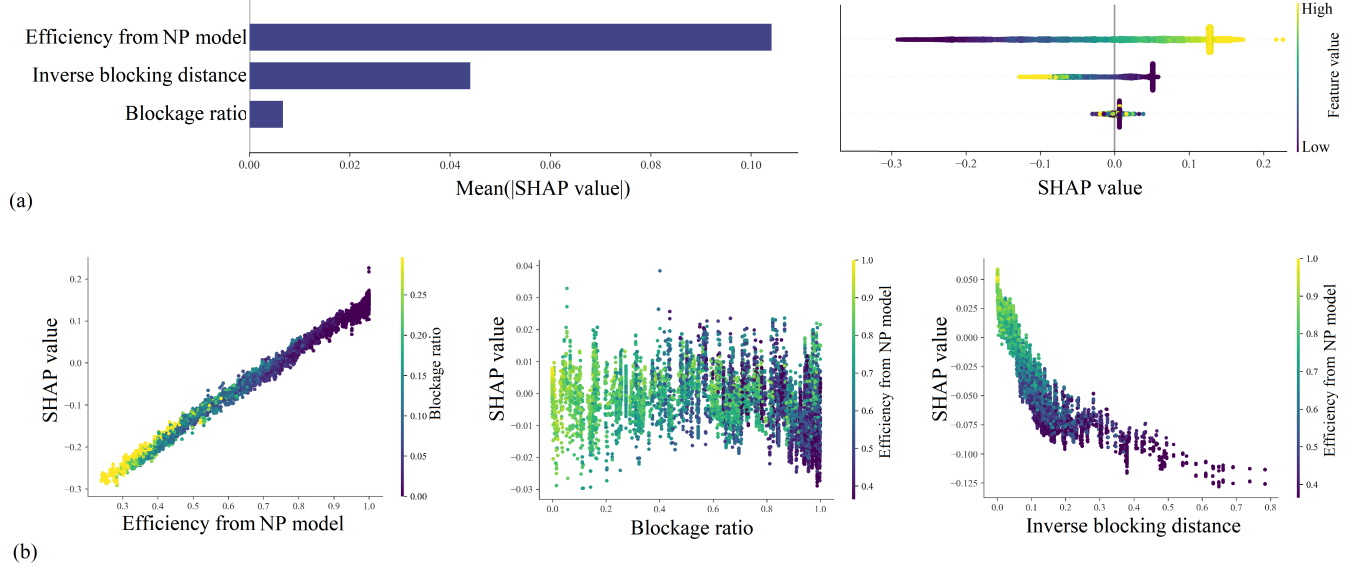 Efficiency from NP model
Inverse blocking distance
Blockage ratio
0.00 0.02 0.04 0.06 0.08 0.10
Mean(|SHAP value|)
−0.3 −0.2 −0.1 0.0 0.1 0.2
SHAP value
High
Feature value
Low
(a)
SHAP value
0.2
0.1
0.0
−0.1
−0.2
−0.3
0.3 0.4 0.5 0.6 0.7 0.8 0.9 1.0
Efficiency from NP model
0.25
0.20
0.15
0.10
0.05
0.00
Blockage ratio
SHAP value
0.04
0.03
0.02
0.01
0.00
−0.01
−0.02
−0.03
0.0 0.2 0.4 0.6 0.8 1.0
Blockage ratio
1.0
0.9
0.8
0.7
0.6
0.5
0.4
Efficiency from NP model
SHAP value
0.050
0.025
0.000
−0.025
−0.050
−0.075
−0.100
−0.125
0.0 0.1 0.2 0.3 0.4 0.5 0.6 0.7 0.8
Inverse blocking distance
1.0
0.9
0.8
0.7
0.6
0.5
0.4
Efficiency from NP model
(b)